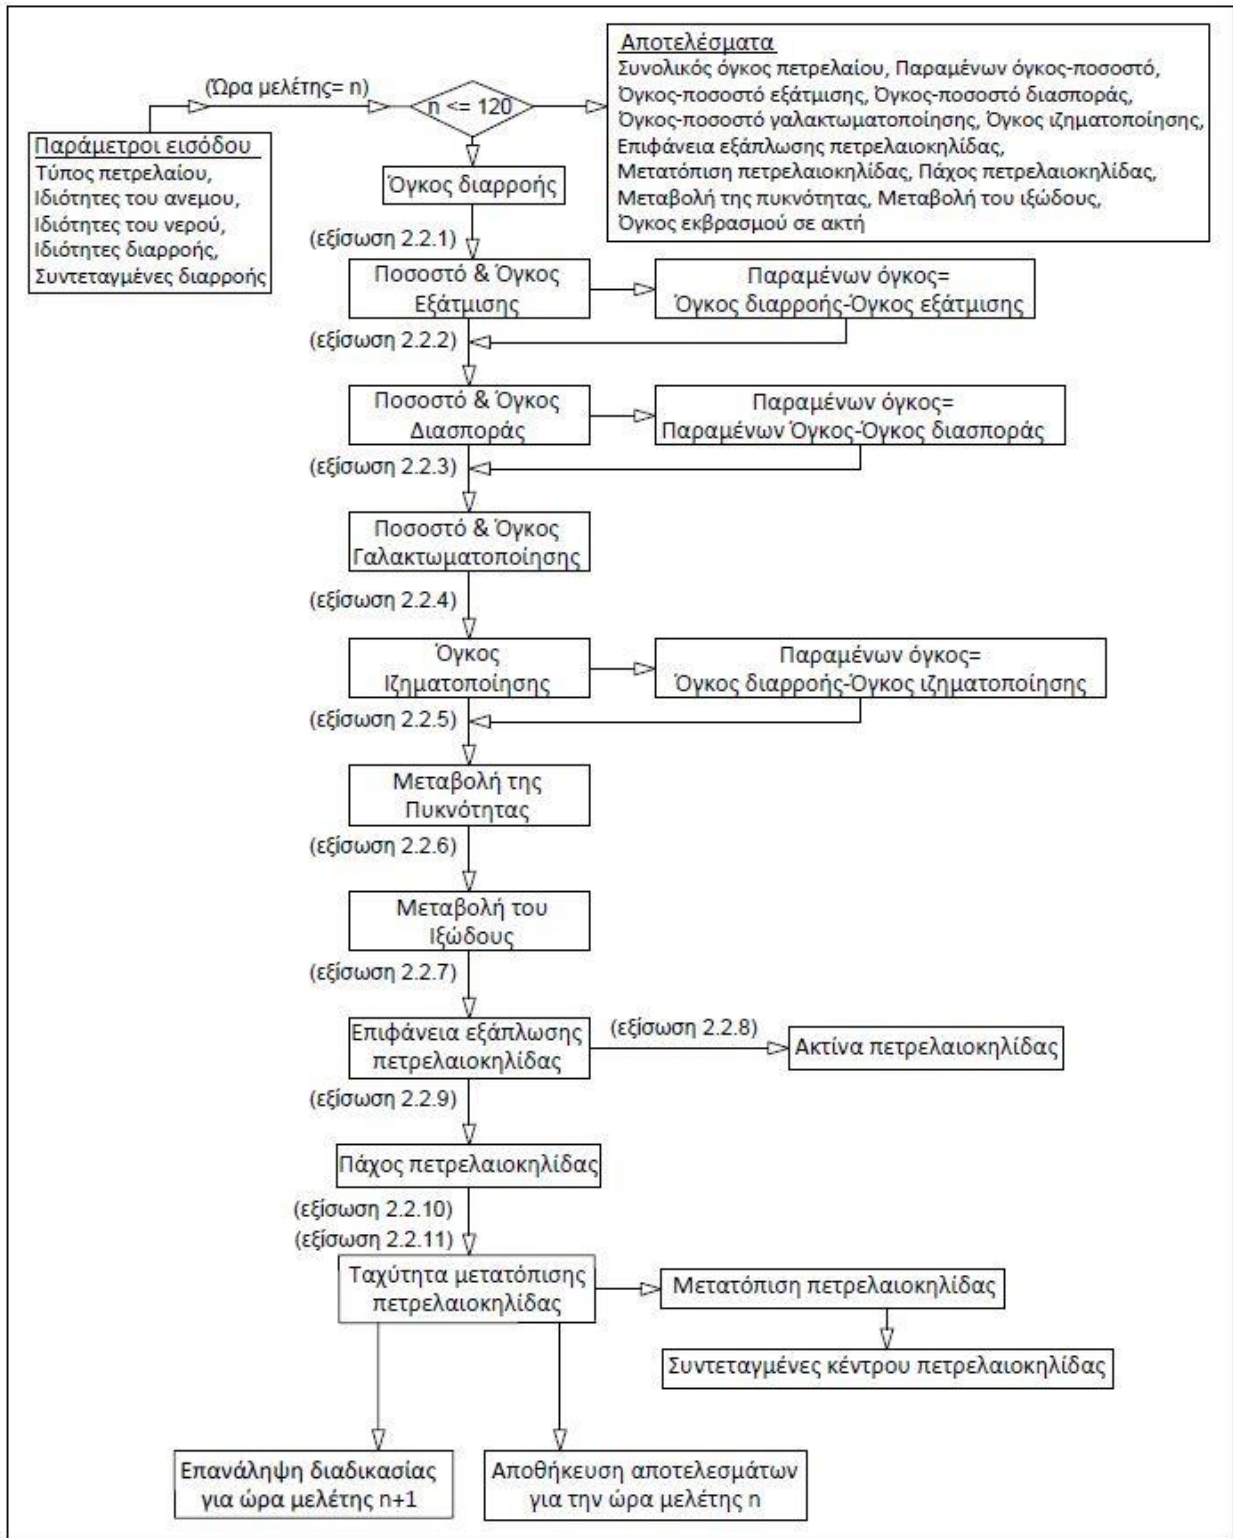 (Ώρα μελέτης= n)
n <= 120
Αποτελέσματα
Συνολικός όγκος πετρελαίου, Παραμένων όγκος-ποσοστό,
Όγκος-ποσοστό εξάτμισης, Όγκος-ποσοστό διασποράς,
Όγκος-ποσοστό γαλακτωματοποίησης, Όγκος ιζηματοποίησης,
Επιφάνεια εξάπλωσης πετρελαιοκηλίδας,
Μετατόπιση πετρελαιοκηλίδας, Πάχος πετρελαιοκηλίδας,
Μεταβολή της πυκνότητας, Μεταβολή του ιξώδους,
Όγκος εκβρασμού σε ακτή
Παράμετροι εισόδου
Τύπος πετρελαίου,
Ιδιότητες του ανεμου,
Ιδιότητες του νερού,
Ιδιότητες διαρροής,
Συντεταγμένες διαρροής
Όγκος διαρροής
(εξίσωση 2.2.1)
Ποσοστό & Όγκος
Εξάτμισης
Παραμένων όγκος=
Όγκος διαρροής-Όγκος εξάτμισης
(εξίσωση 2.2.2)
Ποσοστό & Όγκος
Διασποράς
Παραμένων όγκος=
Παραμένων Όγκος-Όγκος διασποράς
(εξίσωση 2.2.3)
Ποσοστό & Όγκος
Γαλακτωματοποίησης
(εξίσωση 2.2.4)
Όγκος
Ιζηματοποίησης
Παραμένων όγκος=
Όγκος διαρροής-Όγκος ιζηματοποίησης
(εξίσωση 2.2.5)
Μεταβολή της
Πυκνότητας
(εξίσωση 2.2.6)
Μεταβολή του
Ιξώδους
(εξίσωση 2.2.7)
Επιφάνεια εξάπλωσης
πετρελαιοκηλίδας
(εξίσωση 2.2.8)
Ακτίνα πετρελαιοκηλίδας
(εξίσωση 2.2.9)
Πάχος πετρελαιοκηλίδας
(εξίσωση 2.2.10)
(εξίσωση 2.2.11)
Ταχύτητα μετατόπισης
πετρελαιοκηλίδας
Μετατόπιση πετρελαιοκηλίδας
Συντεταγμένες κέντρου πετρελαιοκηλίδας
Επανάληψη διαδικασίας
για ώρα μελέτης n+1
Αποθήκευση αποτελεσμάτων
για την ώρα μελέτης n